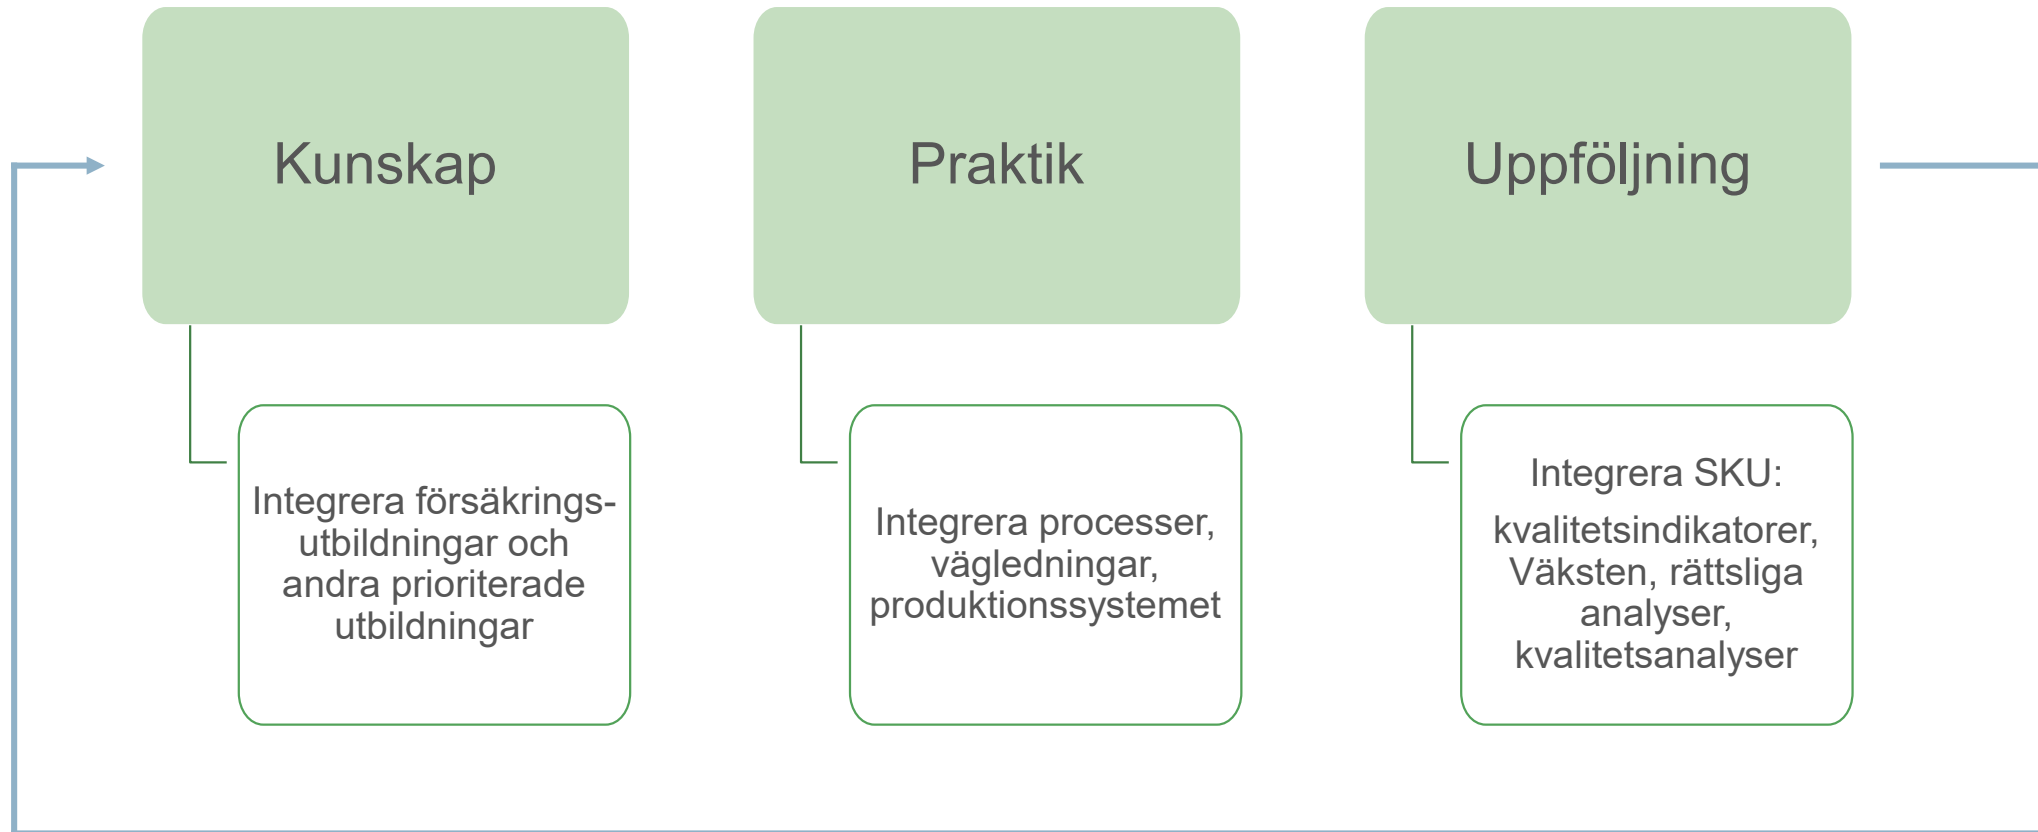 Kunskap
Praktik
Uppföljning
Integrera försäkrings-
utbildningar och
andra prioriterade
utbildningar
Integrera processer,
vägledningar,
produktionssystemet
Integrera SKU:
kvalitetsindikatorer,
Väksten, rättsliga
analyser,
kvalitetsanalyser